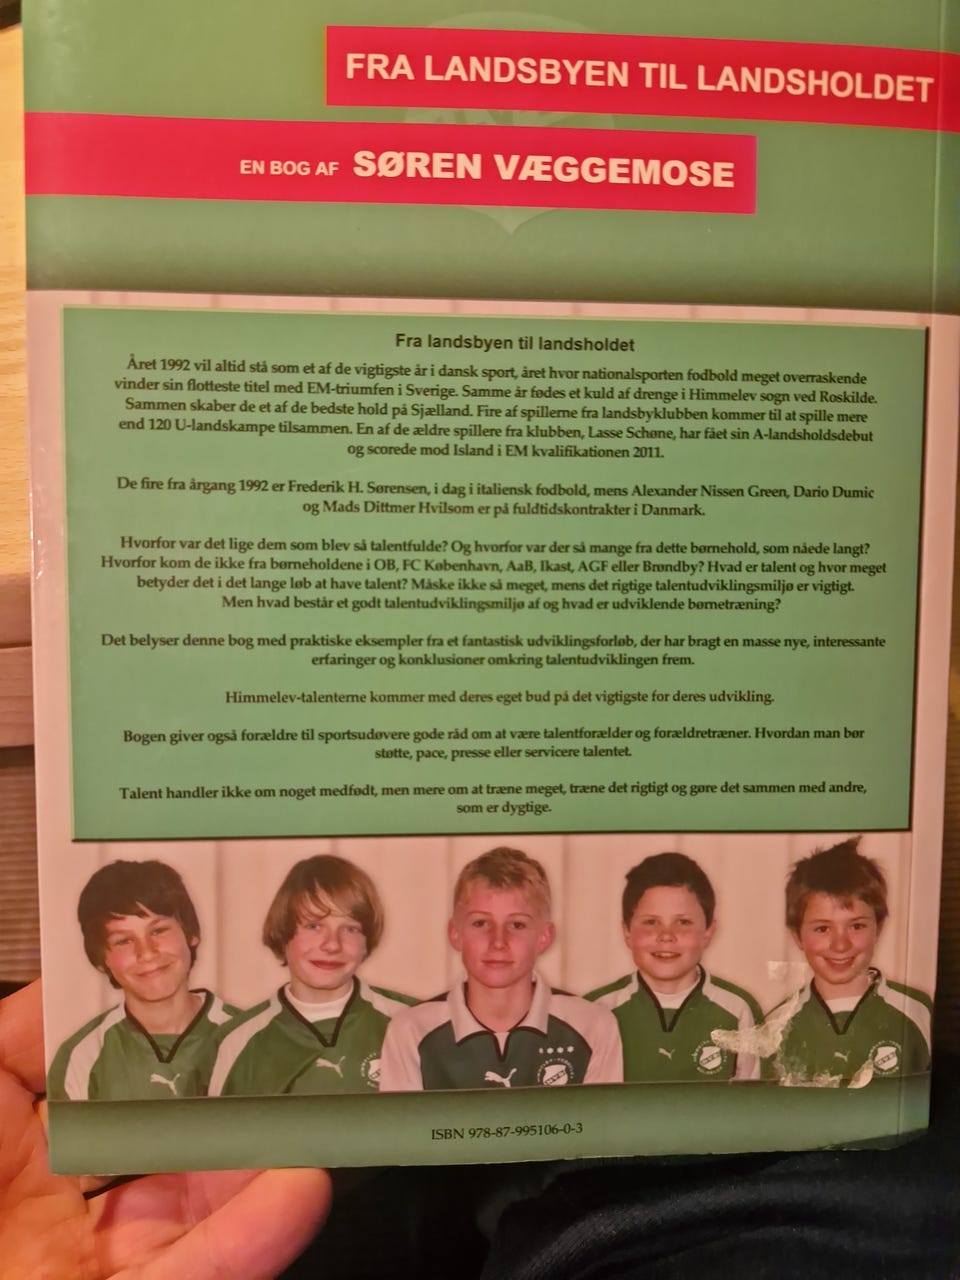 FRA LANDSBYEN TIL LANDSHOLDET
EN BOG AF SØREN VÆGGEMOSE
Fra landsbyen til landsholdet
Året 1992 vil altid stå som et af de vigtigste år i dansk sport, året hvor nationalsporten fodbold meget overraskende
vinder sin flotteste titel med EM-triumfen i Sverige. Samme år fødes et kuld af drenge i Himmelev sogn ved Roskilde.
Sammen skaber de et af de bedste hold på Sjælland. Fire af spillerne fra landsbyklubben kommer til at spille mere
end 120 U-landskampe tilsammen. En af de ældre spillere fra klubben, Lasse Schøne, har fået sin A-landsholdsdebut
og scorede mod Island i EM kvalifikationen 2011.
De fire fra årgang 1992 er Frederik H. Sørensen, i dag i italiensk fodbold, mens Alexander Nissen Green, Dario Dumic
og Mads Dittmer Hvilsom er på fuldtidskontrakter i Danmark.
Hvorfor var det lige dem som blev så talentfulde? Og hvorfor var der så mange fra dette børnehold, som nåede langt?
Hvorfor kom de ikke fra børneholdene i OB, FC København, AaB, Ikast, AGF eller Brøndby? Hvad er talent og hvor meget
betyder det i det lange løb at have talent? Måske ikke så meget, mens det rigtige talentudviklingsmiljø er vigtigt.
Men hvad består et godt talentudviklingsmiljø af og hvad er udviklende børnetræning?
Det belyser denne bog med praktiske eksempler fra et fantastisk udviklingsforløb, der har bragt en masse nye, interessante
erfaringer og konklusioner omkring talentudviklingen frem.
Himmelev-talenterne kommer med deres eget bud på det vigtigste for deres udvikling.
Bogen giver også forældre til sportsudøvere gode råd om at være talentforælder og forældretræner. Hvordan man bør
støtte, pace, presse eller servicere talentet.
Talent handler ikke om noget medfødt, men mere om at træne meget, træne det rigtigt og gøre det sammen med andre,
som er dygtige.
ISBN 978-87-995106-0-3